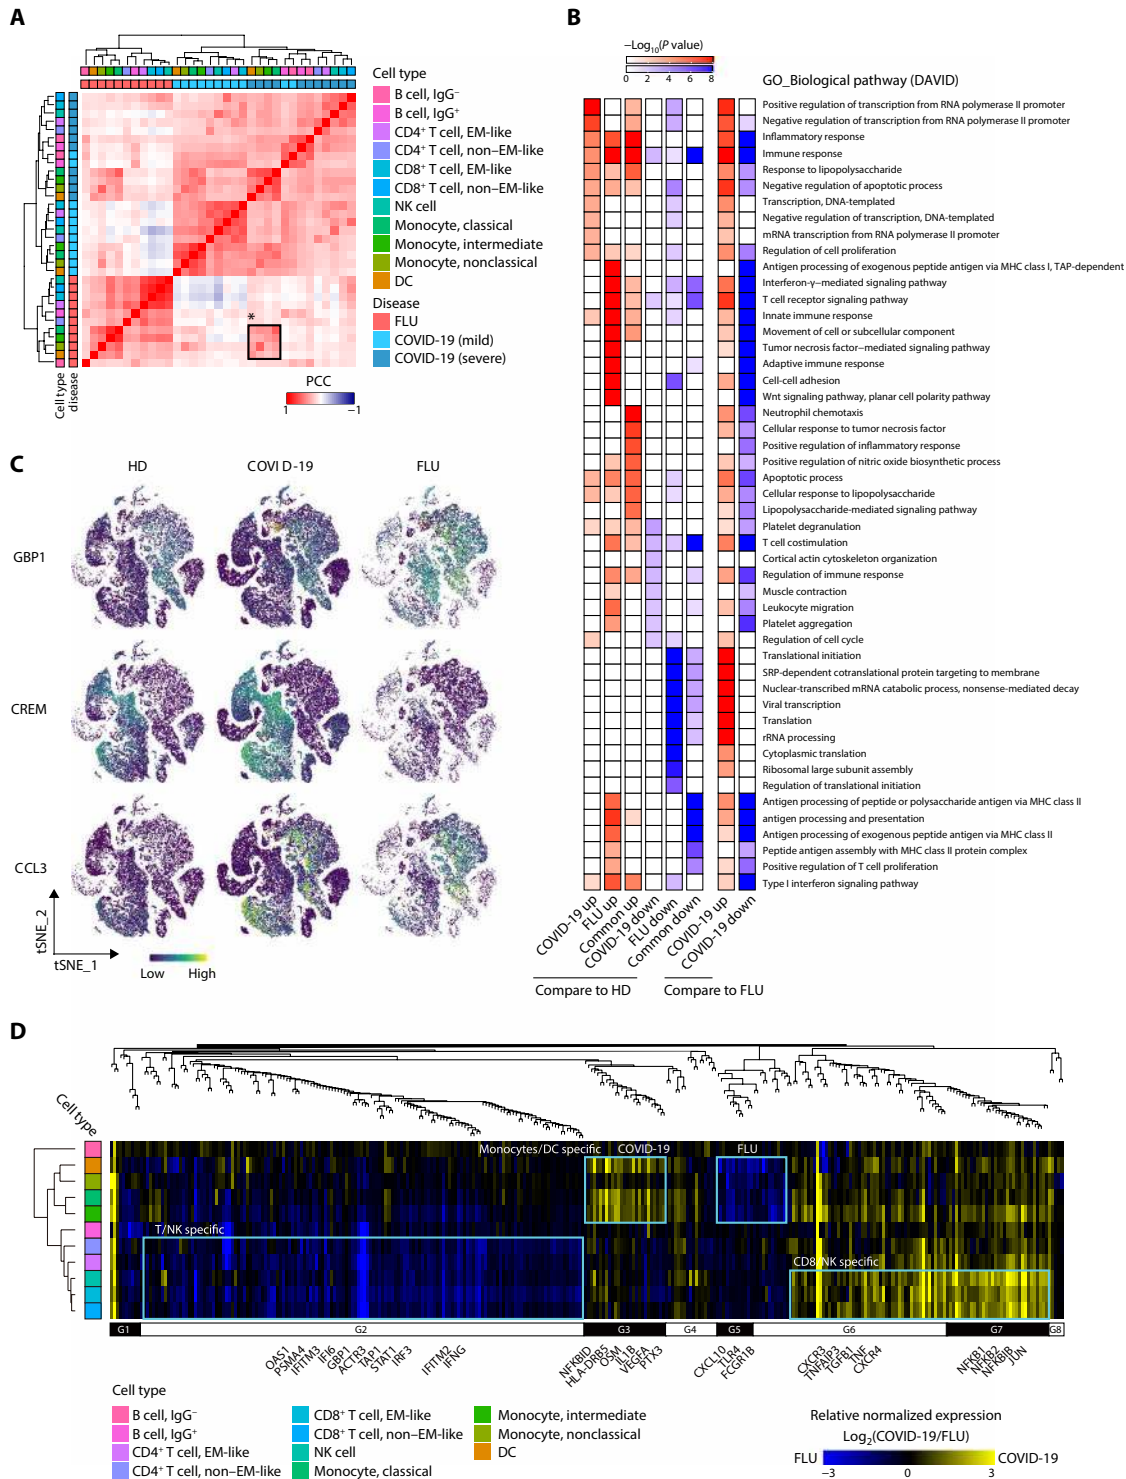 A
Cell type
B cell, IgG⁻
B cell, IgG⁺
CD4⁺ T cell, EM-like
CD4⁺ T cell, non−EM-like
CD8⁺ T cell, EM-like
CD8⁺ T cell, non−EM-like
NK cell
Monocyte, classical
Monocyte, intermediate
Monocyte, nonclassical
DC
Disease
FLU
COVID-19 (mild)
COVID-19 (severe)
*
Cell type
disease
PCC
1 −1
B
−Log₁₀(P value)
0 2 4 6 8
GO_Biological pathway (DAVID)
Positive regulation of transcription from RNA polymerase II promoter
Negative regulation of transcription from RNA polymerase II promoter
Inflammatory response
Immune response
Response to lipopolysaccharide
Negative regulation of apoptotic process
Transcription, DNA-templated
Negative regulation of transcription, DNA-templated
mRNA transcription from RNA polymerase II promoter
Regulation of cell proliferation
Antigen processing of exogenous peptide antigen via MHC class I, TAP-dependent
Interferon-γ−mediated signaling pathway
T cell receptor signaling pathway
Innate immune response
Movement of cell or subcellular component
Tumor necrosis factor−mediated signaling pathway
Adaptive immune response
Cell-cell adhesion
Wnt signaling pathway, planar cell polarity pathway
Neutrophil chemotaxis
Cellular response to tumor necrosis factor
Positive regulation of inflammatory response
Positive regulation of nitric oxide biosynthetic process
Apoptotic process
Cellular response to lipopolysaccharide
Lipopolysaccharide-mediated signaling pathway
Platelet degranulation
T cell costimulation
Cortical actin cytoskeleton organization
Regulation of immune response
Muscle contraction
Leukocyte migration
Platelet aggregation
Regulation of cell cycle
Translational initiation
SRP-dependent cotranslational protein targeting to membrane
Nuclear-transcribed mRNA catabolic process, nonsense-mediated decay
Viral transcription
Translation
rRNA processing
Cytoplasmic translation
Ribosomal large subunit assembly
Regulation of translational initiation
Antigen processing of peptide or polysaccharide antigen via MHC class II
antigen processing and presentation
Antigen processing of exogenous peptide antigen via MHC class II
Peptide antigen assembly with MHC class II protein complex
Positive regulation of T cell proliferation
Type I interferon signaling pathway
COVID-19 up
FLU up
Common up
COVID-19 down
FLU down
Common down
COVID-19 up
COVID-19 down
Compare to HD Compare to FLU
C
HD COVI D-19 FLU
GBP1
CREM
CCL3
tSNE_2
tSNE_1
Low High
D
Cell type
Monocytes/DC specific COVID-19 FLU
T/NK specific
CD8/NK specific
G1 G2 G3 G4 G5 G6 G7 G8
OAS1
PSMA4
IFITM3
IFI6
GBP1
ACTR3
TAP1
STAT1
IRF3
IFITM2
IFNG
NFKBID
HLA-DRB5
OSM
IL1B
VEGFA
PTX3
CXCL10
TLR4
FCGR1B
CXCR3
TNFAIP3
TGFB1
TNF
CXCR4
NFKB1
NFKB2
NFKBIB
JUN
Cell type
B cell, IgG⁻
B cell, IgG⁺
CD4⁺ T cell, EM-like
CD4⁺ T cell, non−EM-like
CD8⁺ T cell, EM-like
CD8⁺ T cell, non−EM-like
NK cell
Monocyte, classical
Monocyte, intermediate
Monocyte, nonclassical
DC
Relative normalized expression
Log₂(COVID-19/FLU)
FLU COVID-19
−3 0 3